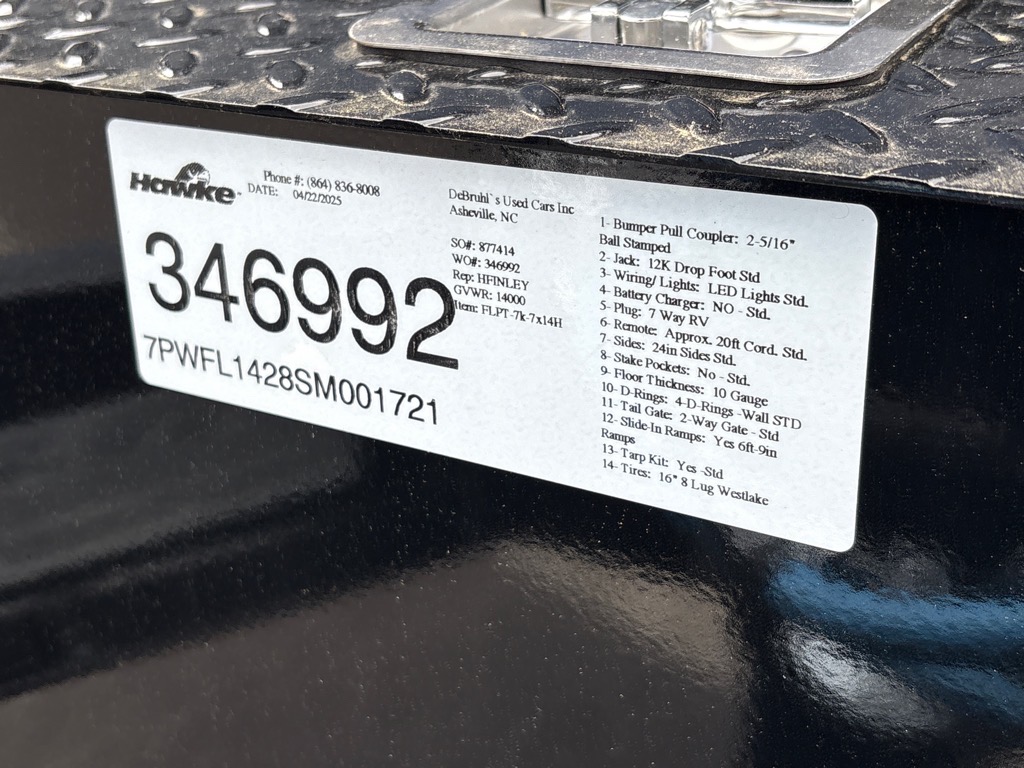 Hawke
Phone #: (864) 836-8008
DATE: 04/22/2025
346992
7PWFL1428SM001721
DeBruhl`s Used Cars Inc
Asheville, NC
SO#: 877414
WO#: 346992
Rep: HFINLEY
GVWR: 14000
Item: FLPT-7k-7x14H
1- Bumper Pull Coupler: 2-5/16"
Ball Stamped
2- Jack: 12K Drop Foot Std
3- Wiring/ Lights: LED Lights Std.
4- Battery Charger: NO - Std.
5- Plug: 7 Way RV
6- Remote: Approx. 20ft Cord. Std.
7- Sides: 24in Sides Std.
8- Stake Pockets: No - Std.
9- Floor Thickness: 10 Gauge
10- D-Rings: 4-D-Rings -Wall STD
11- Tail Gate: 2-Way Gate - Std
12- Slide-In Ramps: Yes 6ft-9in
Ramps
13- Tarp Kit: Yes -Std
14- Tires: 16" 8 Lug Westlake